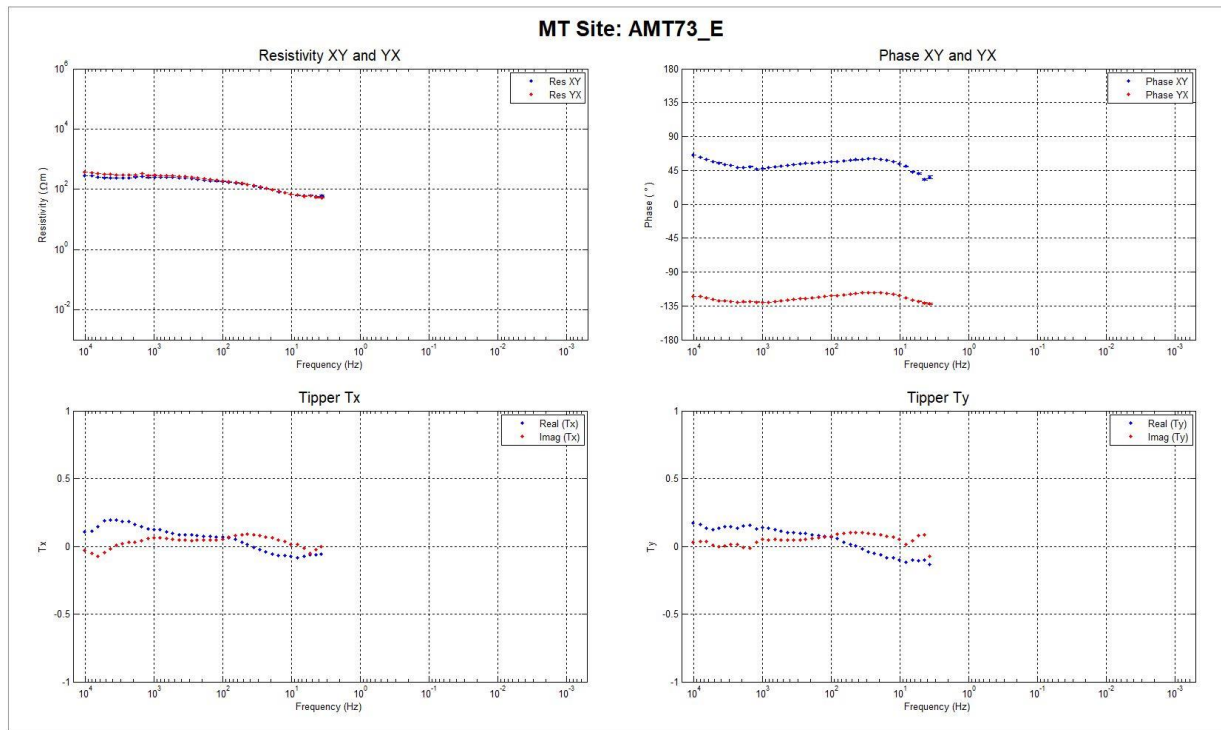 MT Site: AMT73_E
Resistivity XY and YX
Resistivity (Ωm)
10^6
10^4
10^2
10^0
10^-2
Res XY
Res YX
10^4 10^3 10^2 10^1 10^0 10^-1 10^-2 10^-3
Frequency (Hz)
Phase XY and YX
Phase (°)
180
135
90
45
0
-45
-90
-135
-180
Phase XY
Phase YX
10^4 10^3 10^2 10^1 10^0 10^-1 10^-2 10^-3
Frequency (Hz)
Tipper Tx
Tx
1
0.5
0
-0.5
-1
Real (Tx)
Imag (Tx)
10^4 10^3 10^2 10^1 10^0 10^-1 10^-2 10^-3
Frequency (Hz)
Tipper Ty
Ty
1
0.5
0
-0.5
-1
Real (Ty)
Imag (Ty)
10^4 10^3 10^2 10^1 10^0 10^-1 10^-2 10^-3
Frequency (Hz)